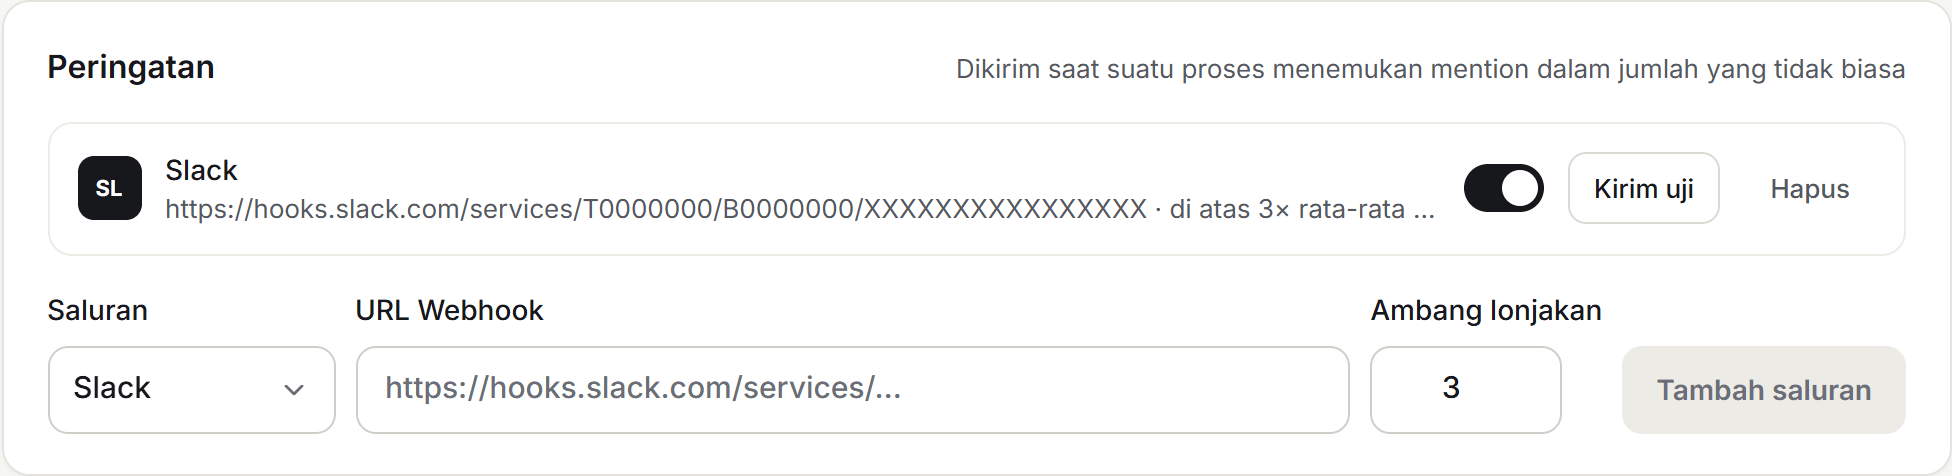 Peringatan
Dikirim saat suatu proses menemukan mention dalam jumlah yang tidak biasa
SL
Slack
https://hooks.slack.com/services/T0000000/B0000000/XXXXXXXXXXXXXXXX · di atas 3× rata-rata ...
Kirim uji
Hapus
Saluran
URL Webhook
Ambang lonjakan
Slack
https://hooks.slack.com/services/...
3
Tambah saluran